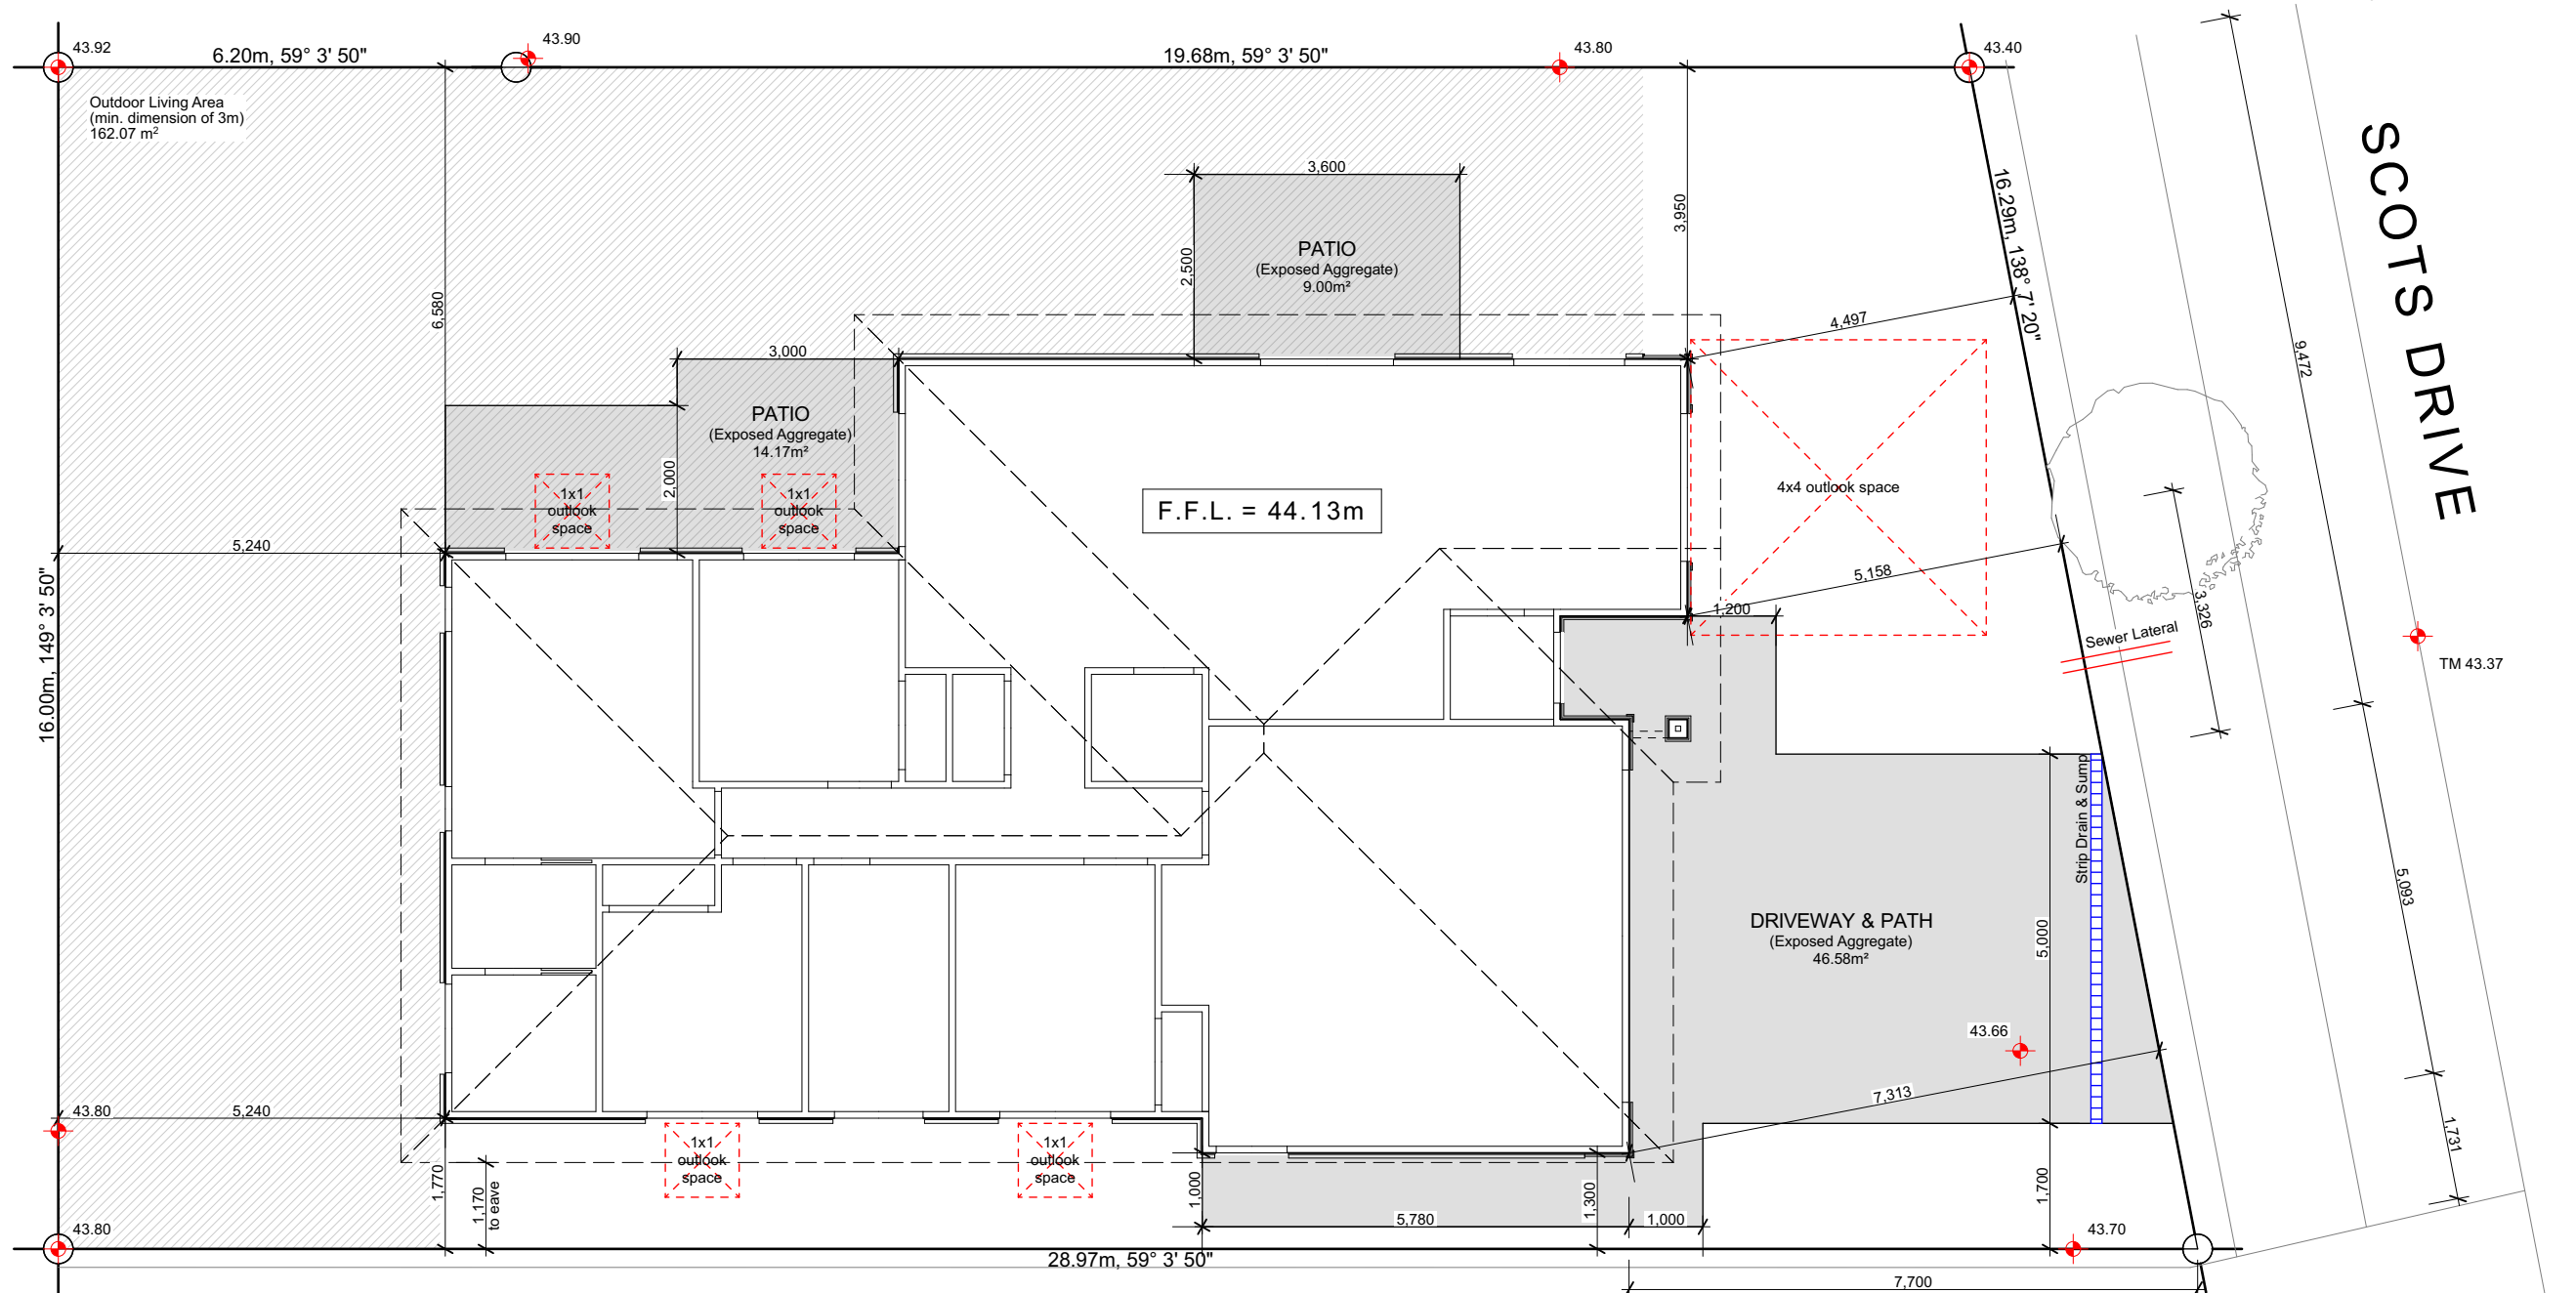 43.92
6.20m, 59° 3' 50"
43.90
19.68m, 59° 3' 50"
43.80
43.40
Outdoor Living Area
(min. dimension of 3m)
162.07 m²
SCOTS DRIVE
16.29m, 138° 7' 20"
3,600
3,950
PATIO
(Exposed Aggregate)
9.00m²
2,500
6,580
4,497
9,472
3,000
PATIO
(Exposed Aggregate)
14.17m²
2,000
1x1
outlook
space
1x1
outlook
space
F.F.L. = 44.13m
4x4 outlook space
5,240
5,158
1,200
3,326
Sewer Lateral
TM 43.37
16.00m, 149° 3' 50"
Strip Drain & Sump
DRIVEWAY & PATH
(Exposed Aggregate)
46.58m²
5,000
5,093
43.66
7,313
43.80
5,240
1x1
outlook
space
1x1
outlook
space
1,731
1,770
1,170
to eave
1,000
1,300
1,700
5,780
1,000
43.80
43.70
28.97m, 59° 3' 50"
7,700